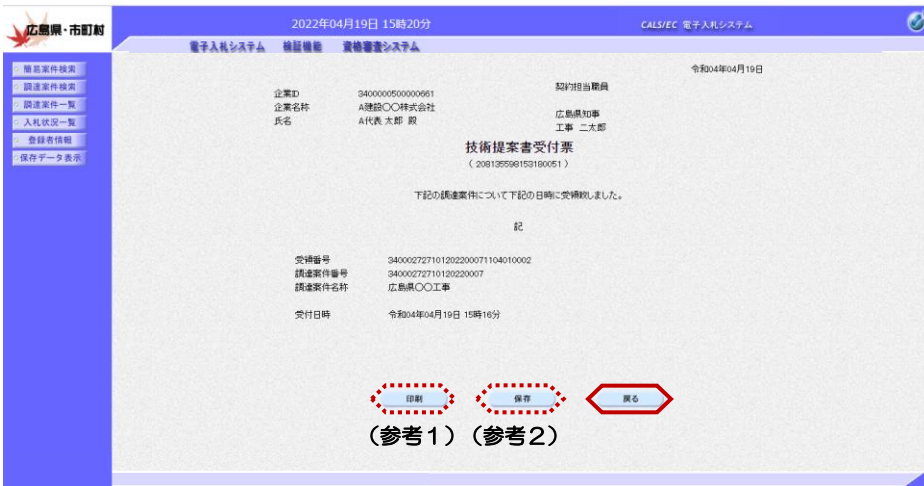 広島県・市町村
2022年04月19日 15時20分
CALS/EC 電子入札システム
電子入札システム 検証機能 資格審査システム
簡易案件検索
調達案件検索
調達案件一覧
入札状況一覧
登録者情報
保存データ表示
令和04年04月19日
企業ID 3400000500000661
企業名称 A建設〇〇株式会社
氏名 A代表 太郎 殿
契約担当職員
広島県知事
工事 二太郎
技術提案書受付票
( 208135598153180051 )
下記の調達案件について下記の日時に受領致しました。
記
受領番号 340002727101202200071104010002
調達案件番号 34000272710120220007
調達案件名称 広島県〇〇工事
受付日時 令和04年04月19日 15時16分
印刷 保存 戻る
(参考1) (参考2)